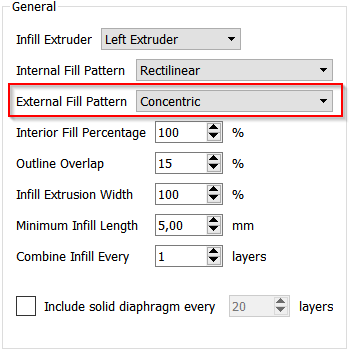 General
Infill Extruder Left Extruder
Internal Fill Pattern Rectilinear
External Fill Pattern Concentric
Interior Fill Percentage 100 %
Outline Overlap 15 %
Infill Extrusion Width 100 %
Minimum Infill Length 5,00 mm
Combine Infill Every 1 layers
Include solid diaphragm every 20 layers